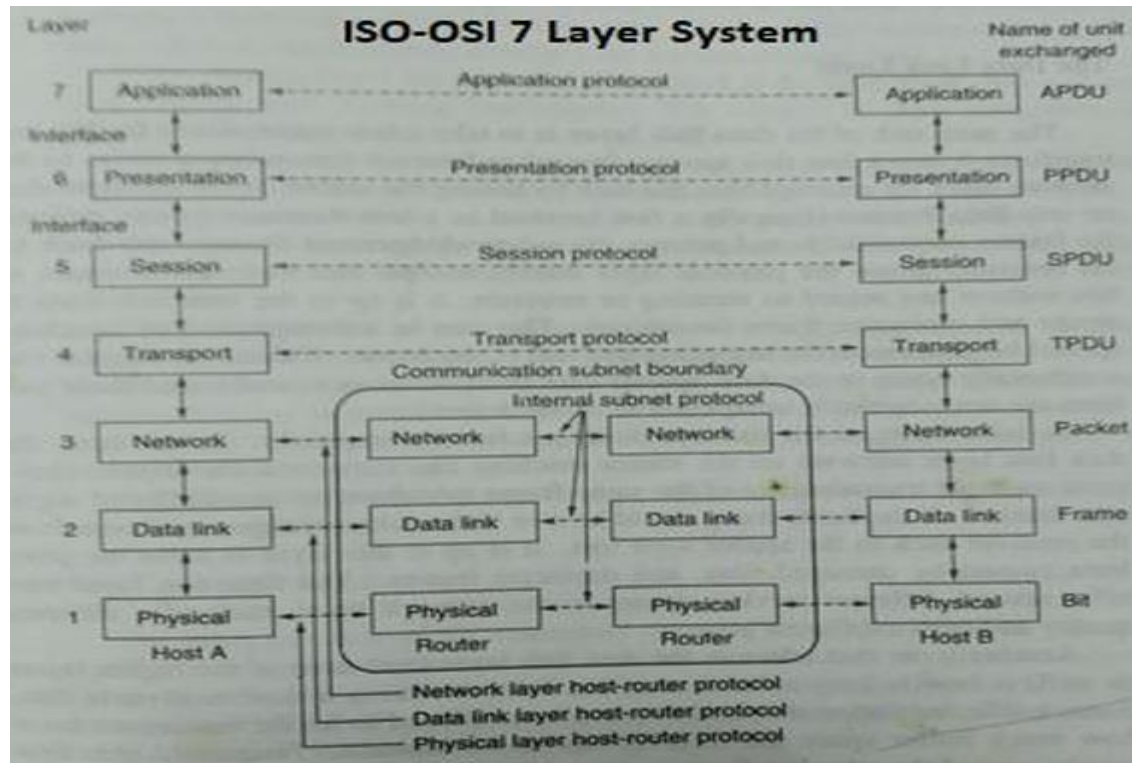 Layer
ISO-OSI 7 Layer System
Name of unit
exchanged
7 Application Application protocol Application APDU
Interface
6 Presentation Presentation protocol Presentation PPDU
Interface
5 Session Session protocol Session SPDU
4 Transport Transport protocol Transport TPDU
Communication subnet boundary
Internal subnet protocol
3 Network Network Network Network Packet
2 Data link Data link Data link Data link Frame
1 Physical Physical Physical Physical Bit
Host A Router Router Host B
Network layer host-router protocol
Data link layer host-router protocol
Physical layer host-router protocol